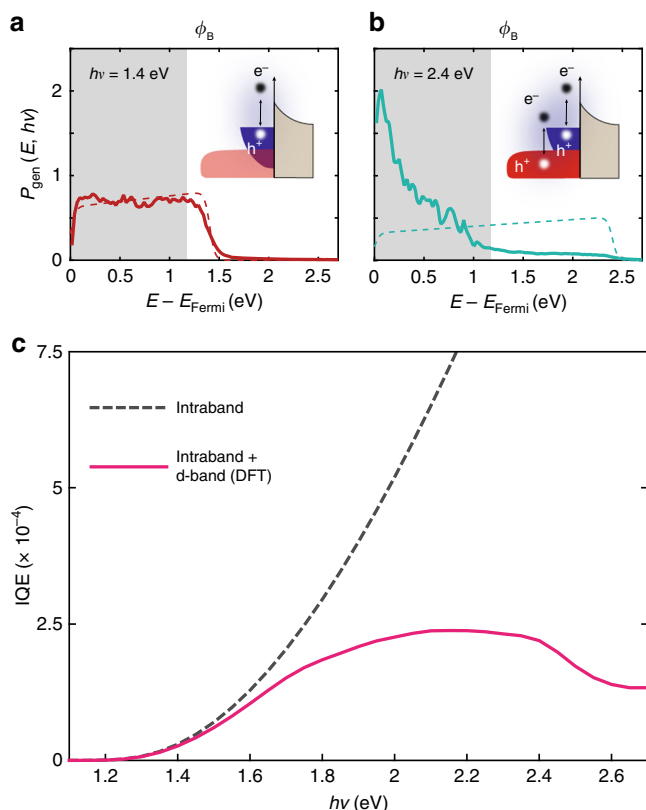 a
ϕB
hν = 1.4 eV
e−
h+
2
1
0
Pgen (E, hν)
0
0.5
1
1.5
2
2.5
E − EFermi (eV)
b
ϕB
hν = 2.4 eV
e−
e−
h+
h+
0
0.5
1
1.5
2
2.5
E − EFermi (eV)
c
7.5
5
2.5
0
IQE (× 10−4)
Intraband
Intraband +
d-band (DFT)
1.2
1.4
1.6
1.8
2
2.2
2.4
2.6
hν (eV)